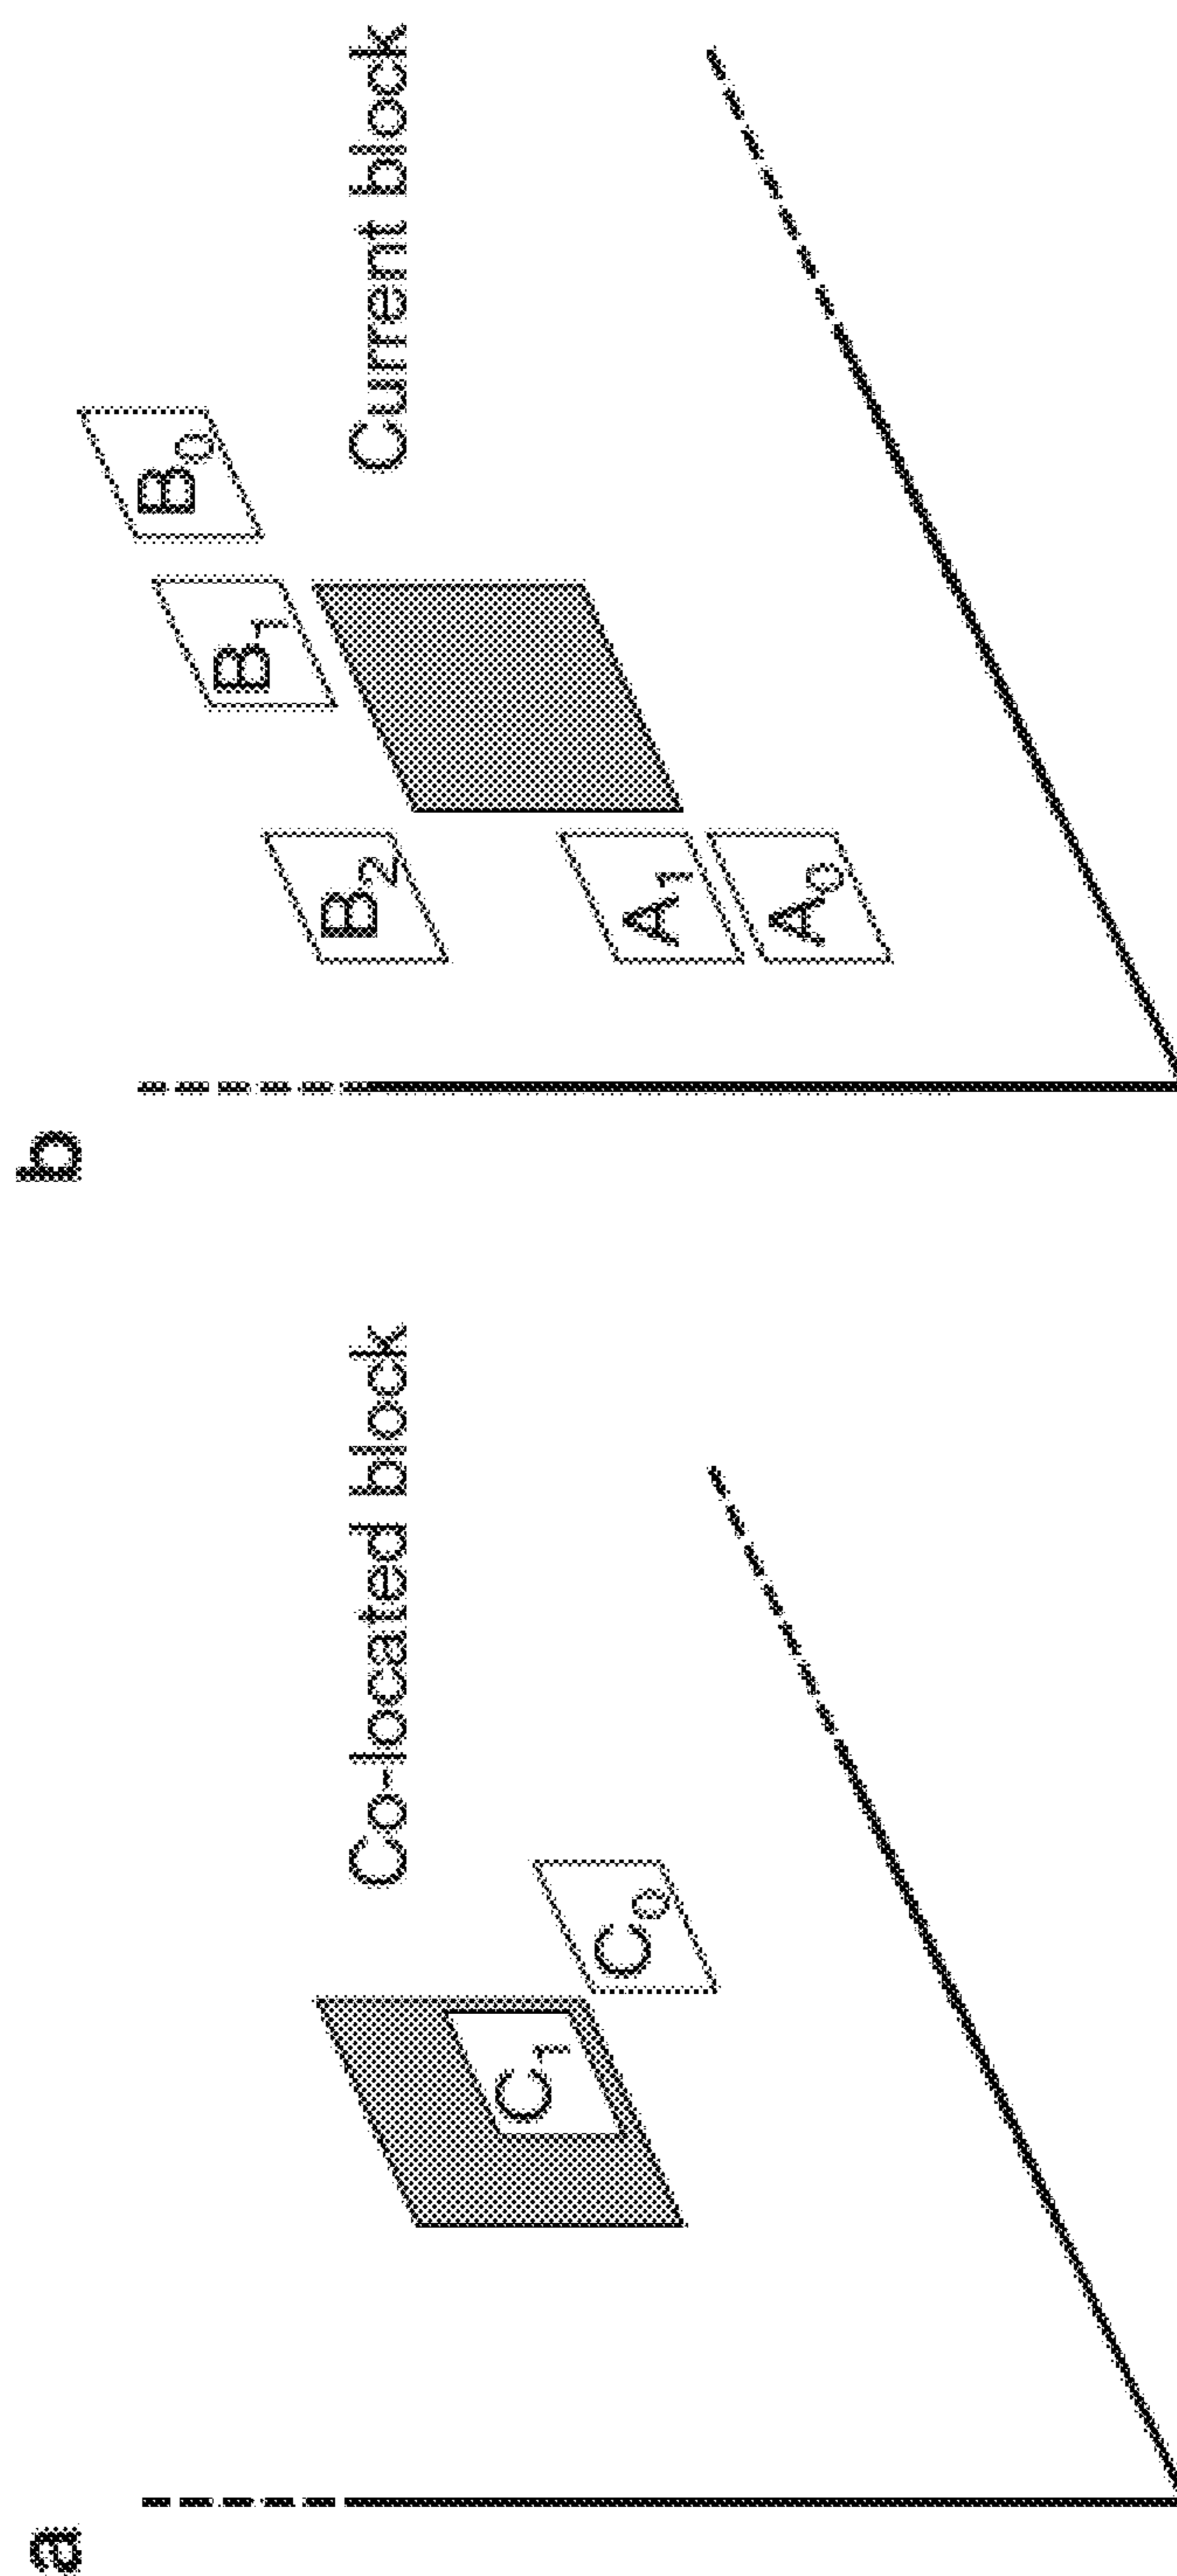 a
Co-located block
C₁
C₀
b
Current block
B₂
B₁
B₀
A₁
A₀